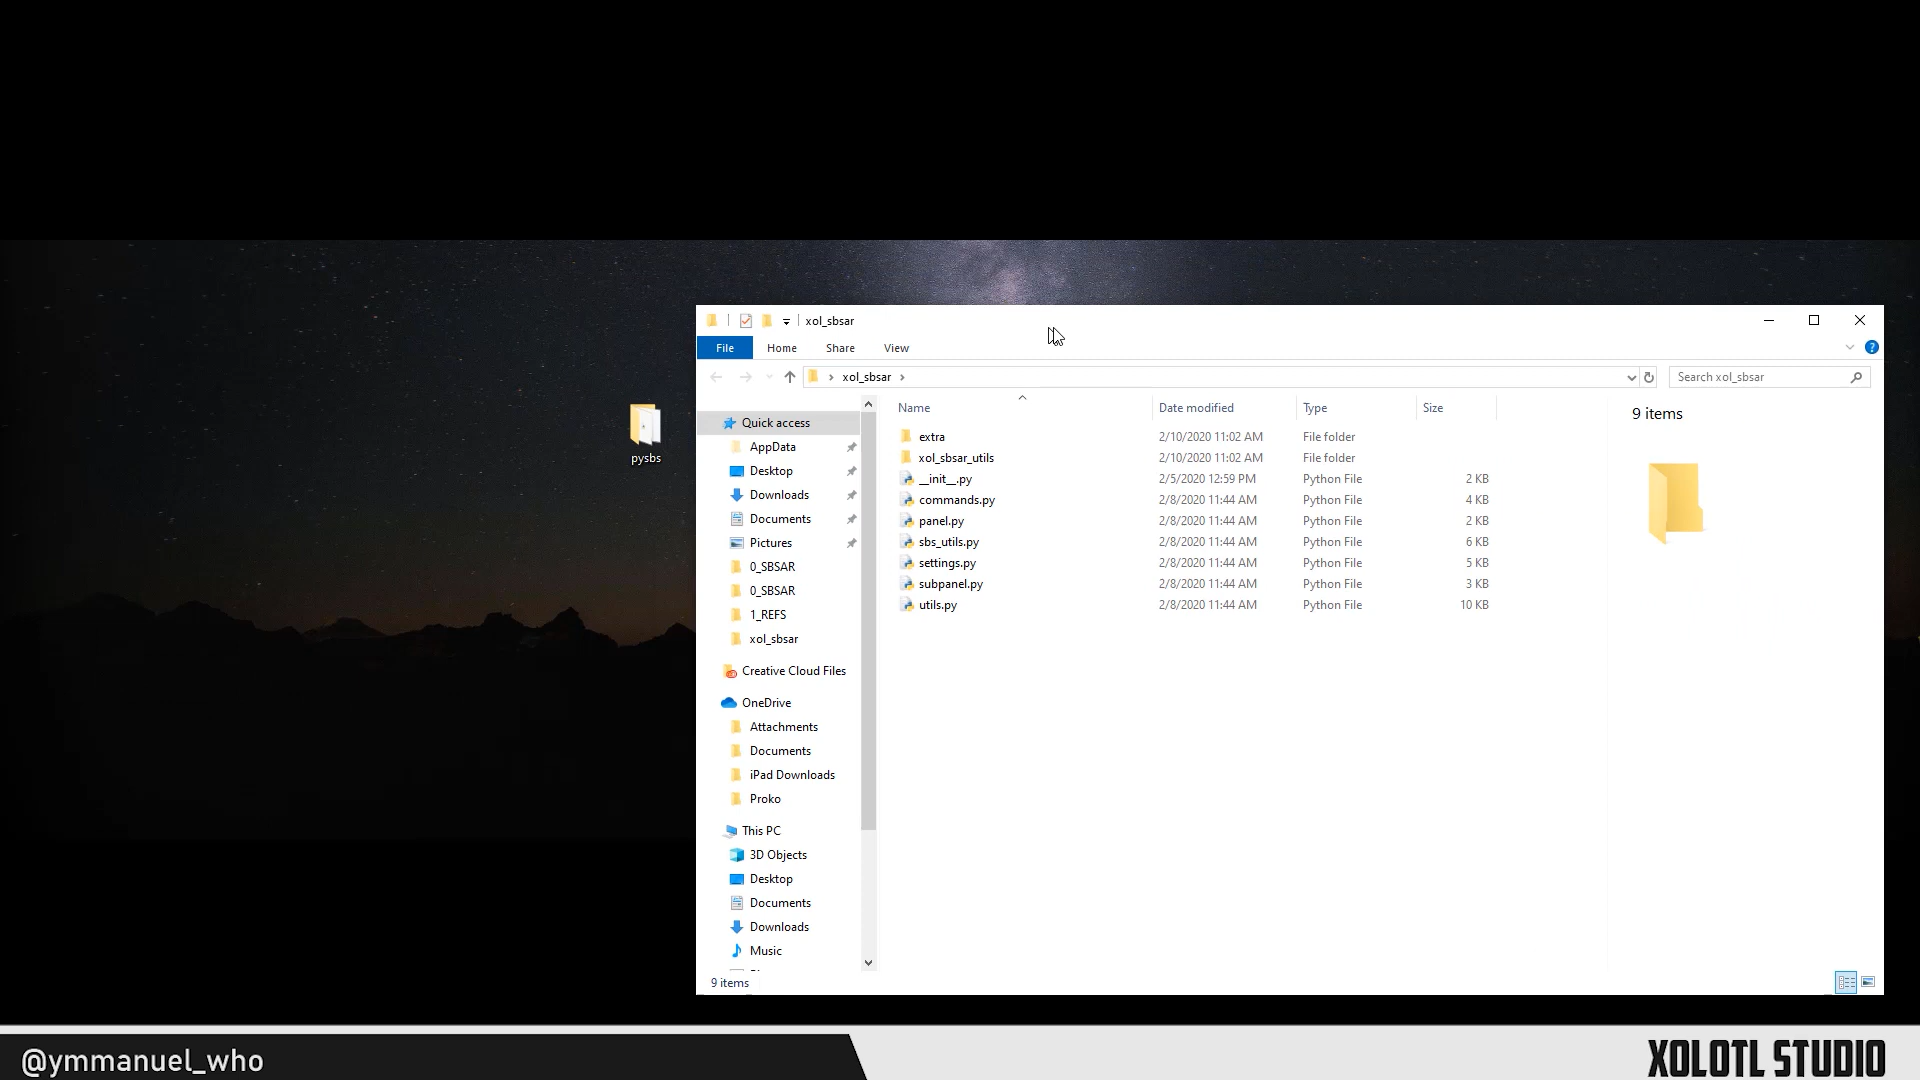 xol_sbsar
File Home Share View
xol_sbsar
Search xol_sbsar
pysbs
Quick access
AppData
Desktop
Downloads
Documents
Pictures
0_SBSAR
0_SBSAR
1_REFS
xol_sbsar
Creative Cloud Files
OneDrive
Attachments
Documents
iPad Downloads
Proko
This PC
3D Objects
Desktop
Documents
Downloads
Music
Name Date modified Type Size
extra 2/10/2020 11:02 AM File folder
xol_sbsar_utils 2/10/2020 11:02 AM File folder
__init__.py 2/5/2020 12:59 PM Python File 2 KB
commands.py 2/8/2020 11:44 AM Python File 4 KB
panel.py 2/8/2020 11:44 AM Python File 2 KB
sbs_utils.py 2/8/2020 11:44 AM Python File 6 KB
settings.py 2/8/2020 11:44 AM Python File 5 KB
subpanel.py 2/8/2020 11:44 AM Python File 3 KB
utils.py 2/8/2020 11:44 AM Python File 10 KB
9 items
9 items
@ymmanuel_who
XOLOTL STUDIO